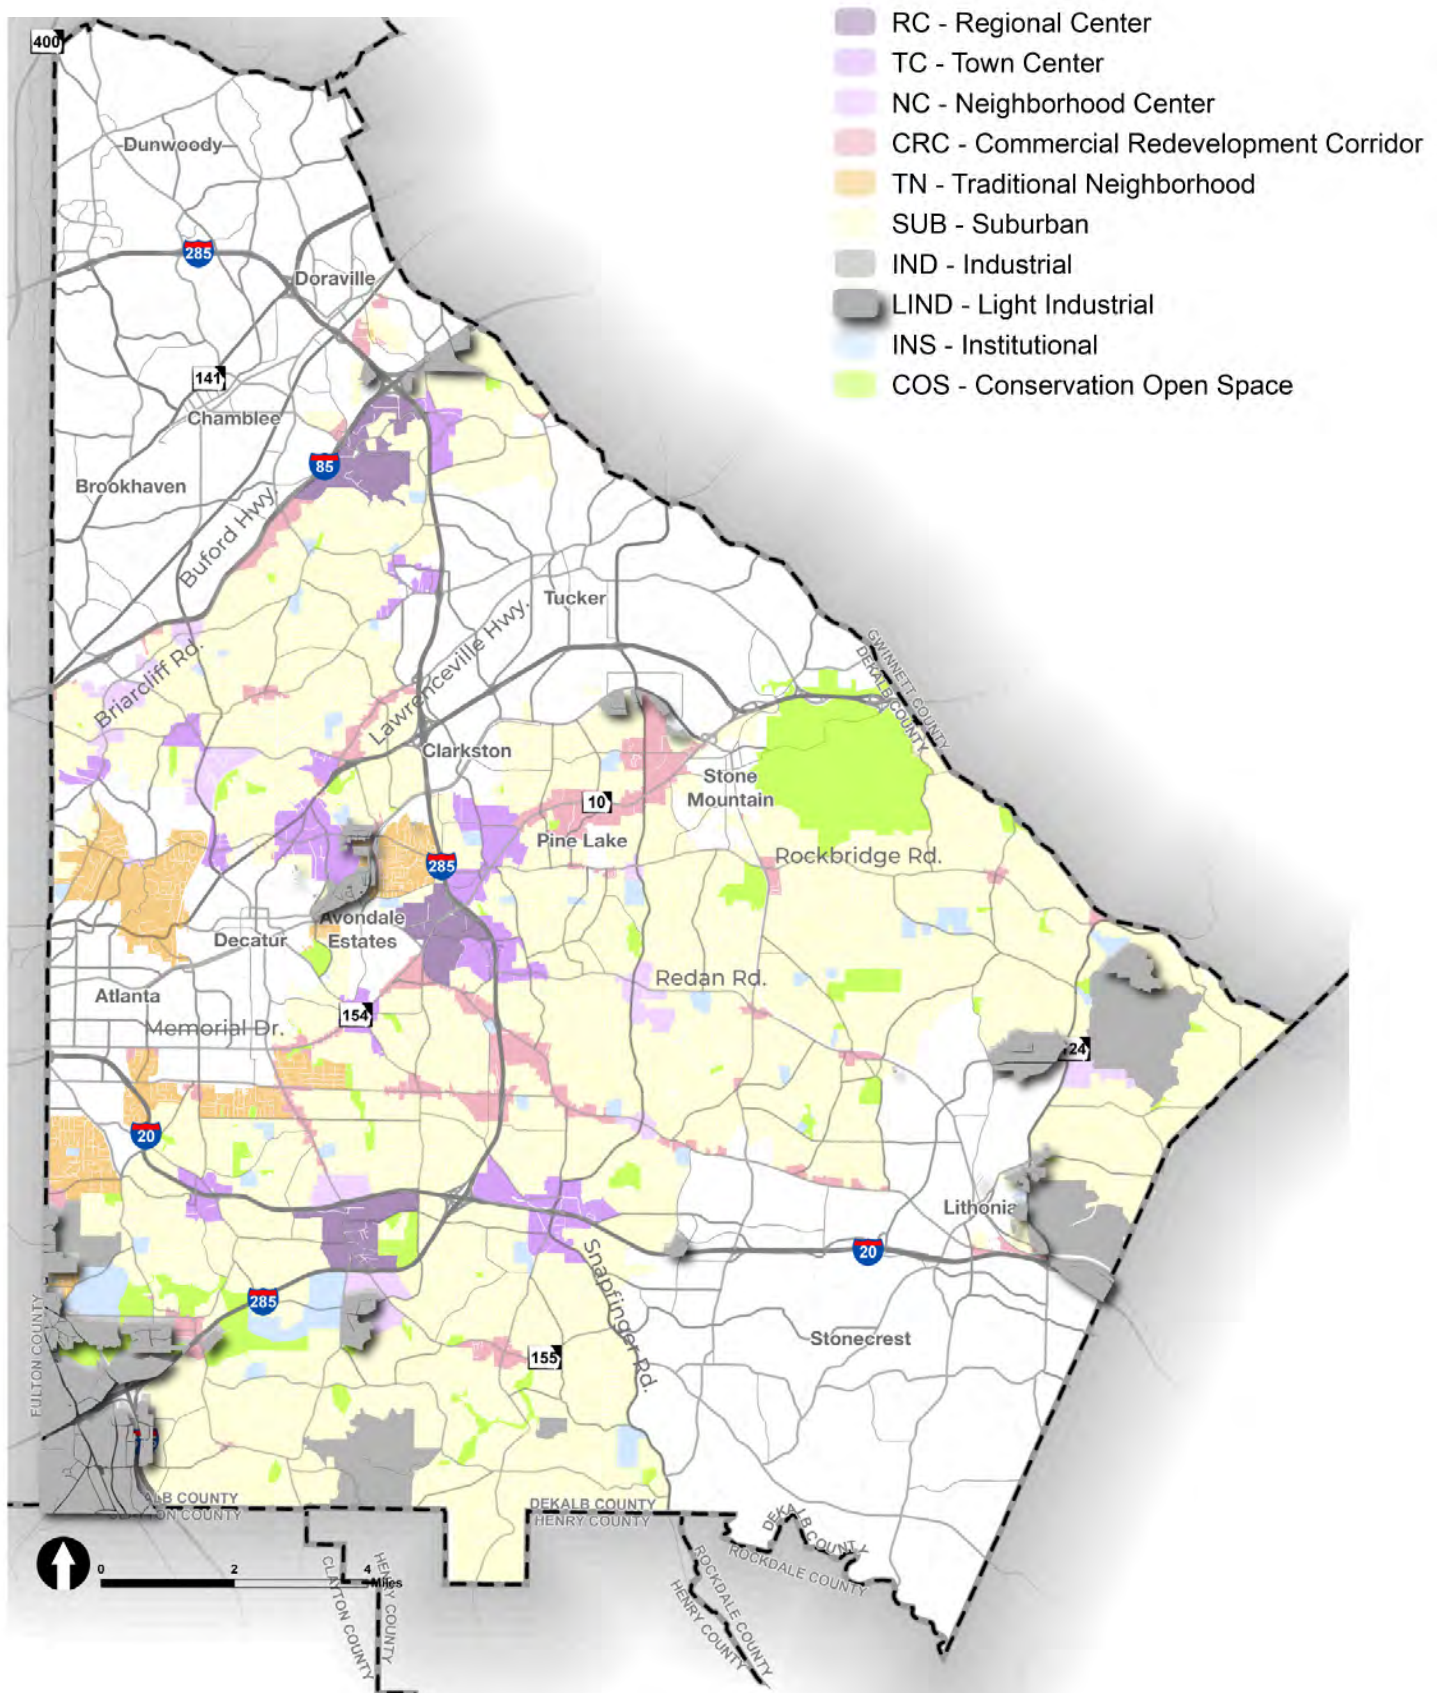 RC - Regional Center
TC - Town Center
NC - Neighborhood Center
CRC - Commercial Redevelopment Corridor
TN - Traditional Neighborhood
SUB - Suburban
IND - Industrial
LIND - Light Industrial
INS - Institutional
COS - Conservation Open Space
400
Dunwoody
285
Doraville
141
Chamblee
85
Brookhaven
Buford Hwy.
Tucker
Lawrenceville Hwy.
Briarcliff Rd.
GWINNETT COUNTY
DEKALB COUNTY
Clarkston
Stone
Mountain
10
Pine Lake
Rockbridge Rd.
285
Avondale
Estates
Decatur
Redan Rd.
Atlanta
154
Memorial Dr.
24
20
Lithonia
20
Snapfinger Rd.
285
Stonecrest
155
FULTON COUNTY
ALB COUNTY
ON COUNTY
DEKALB COUNTY
HENRY COUNTY
DEKALB COUNTY
ROCKDALE COUNTY
0 2 4
Miles
CLAYTON COUNTY
HENRY COUNTY
ROCKDALE COUNTY
HENRY COUNTY